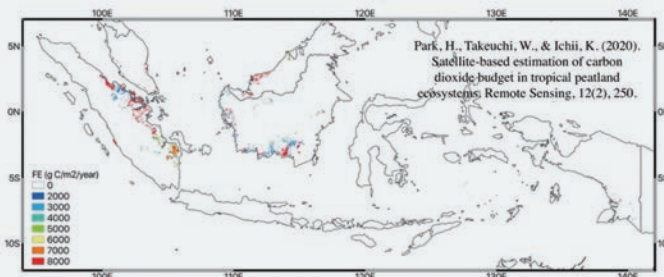 100E 110E 120E 130E 140E
5N 5N
Park, H., Takeuchi, W., & Ichii, K. (2020).
Satellite-based estimation of carbon
dioxide budget in tropical peatland
ecosystems. Remote Sensing, 12(2), 250.
0N 0N
5S 5S
FE (g C/m2/year)
0
2000
3000
4000
5000
6000
7000
8000
10S 10S
100E 110E 120E 130E 140E